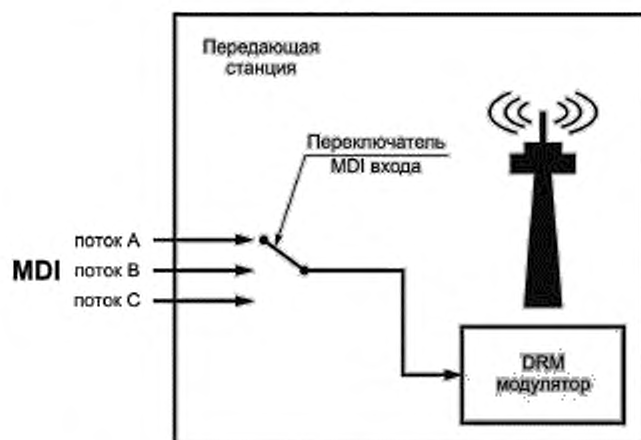 Передающая
станция
Переключатель
MDI входа
поток A
MDI поток B
поток C
DRM
модулятор